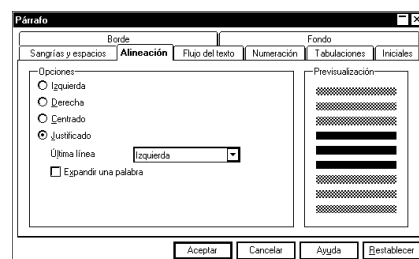 Párrafo
Borde Fondo
Sangrías y espacios Alineación Flujo del texto Numeración Tabulaciones Iniciales
Opciones Previsualización
Izquierda
Derecha
Centrado
Justificado
Última línea Izquierda
Expandir una palabra
Aceptar Cancelar Ayuda Restablecer